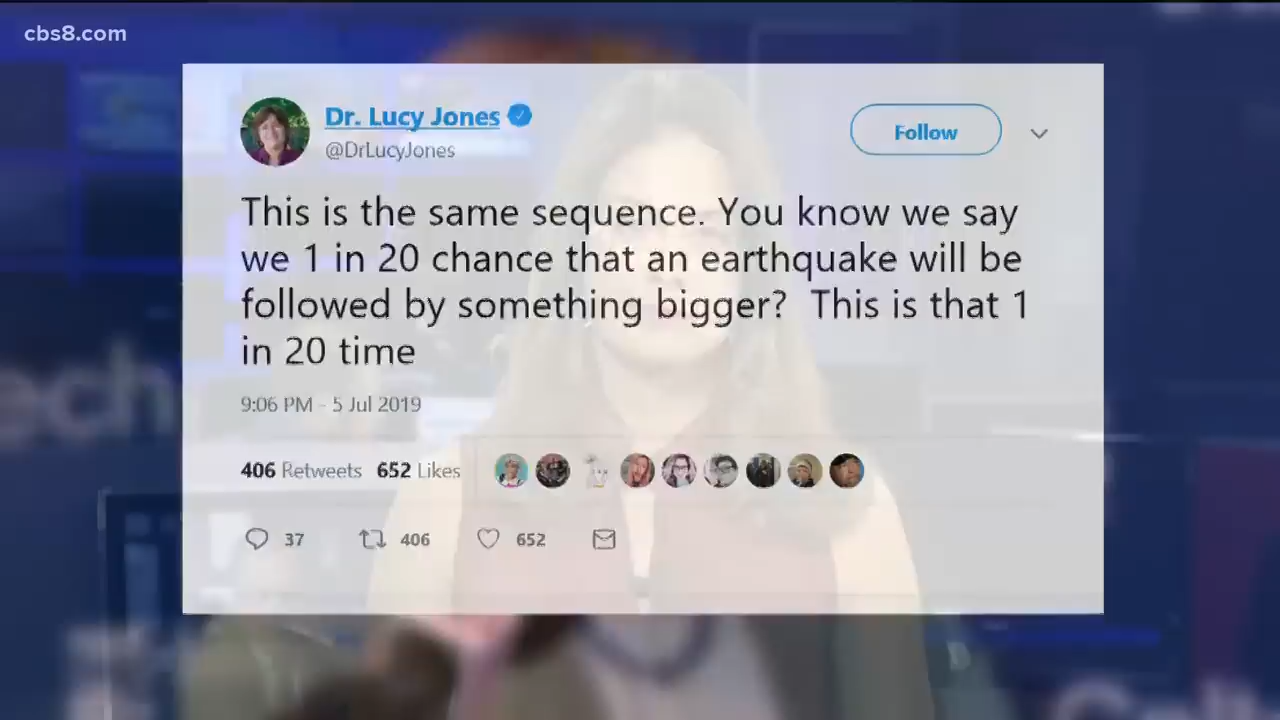 cbs8.com
Dr. Lucy Jones
@DrLucyJones
Follow
This is the same sequence. You know we say
we 1 in 20 chance that an earthquake will be
followed by something bigger?  This is that 1
in 20 time
9:06 PM - 5 Jul 2019
406 Retweets 652 Likes
37 406 652
ech